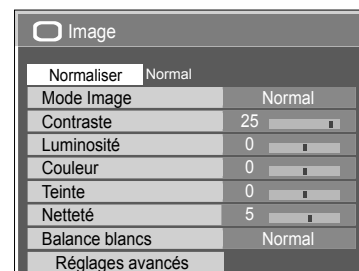 Image
Normaliser Normal
Mode Image Normal
Contraste 25
Luminosité 0
Couleur 0
Teinte 0
Netteté 5
Balance blancs Normal
Réglages avancés